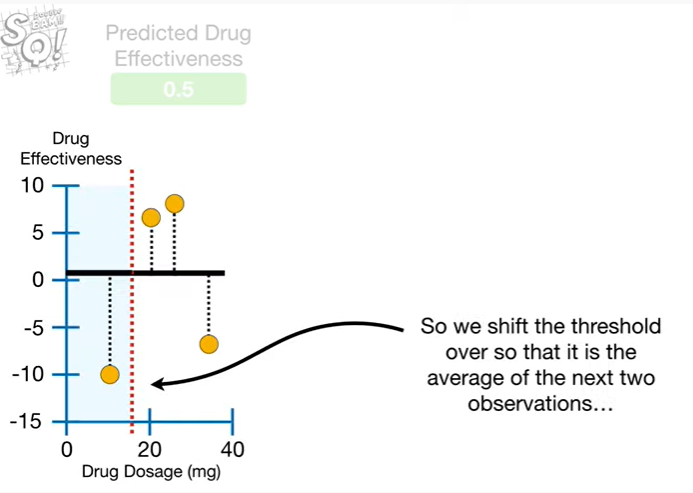 SQ!
Predicted Drug
Effectiveness
0.5
Drug
Effectiveness
10
5
0
-5
-10
-15
0 20 40
Drug Dosage (mg)
So we shift the threshold
over so that it is the
average of the next two
observations…